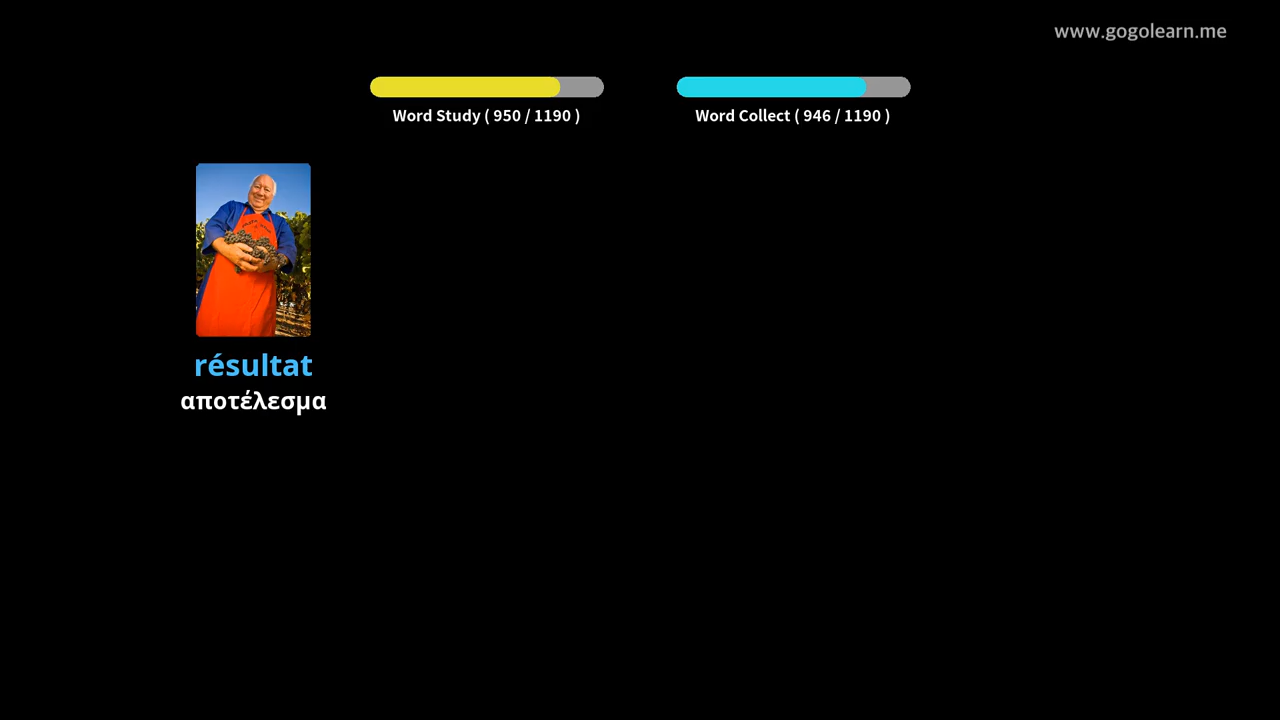 www.gogolearn.me
Word Study ( 950 / 1190 )
Word Collect ( 946 / 1190 )
résultat
αποτέλεσμα